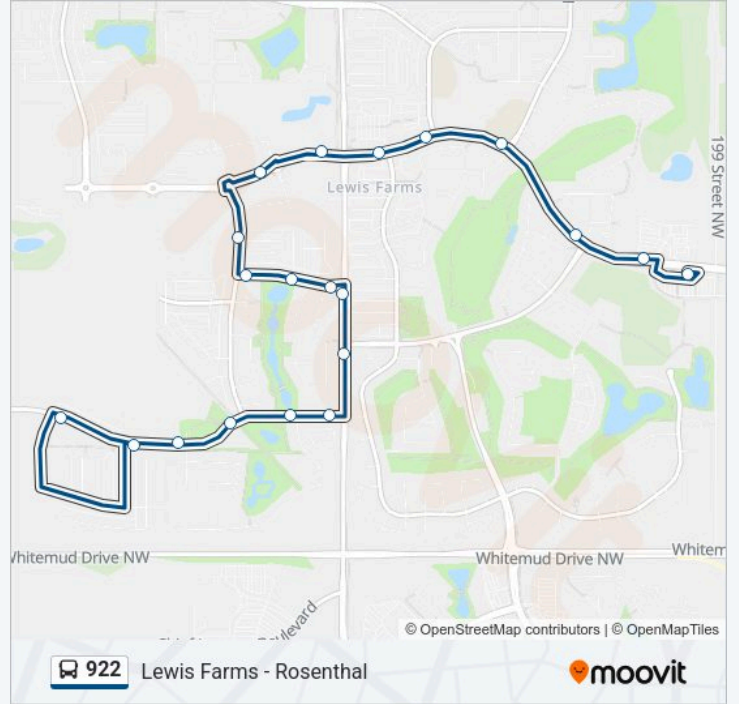 199 Street NW
Lewis Farms
Whitemud Drive NW
Whitemud Drive NW
Whitem
© OpenStreetMap contributors | © OpenMapTiles
922
Lewis Farms - Rosenthal
moovit